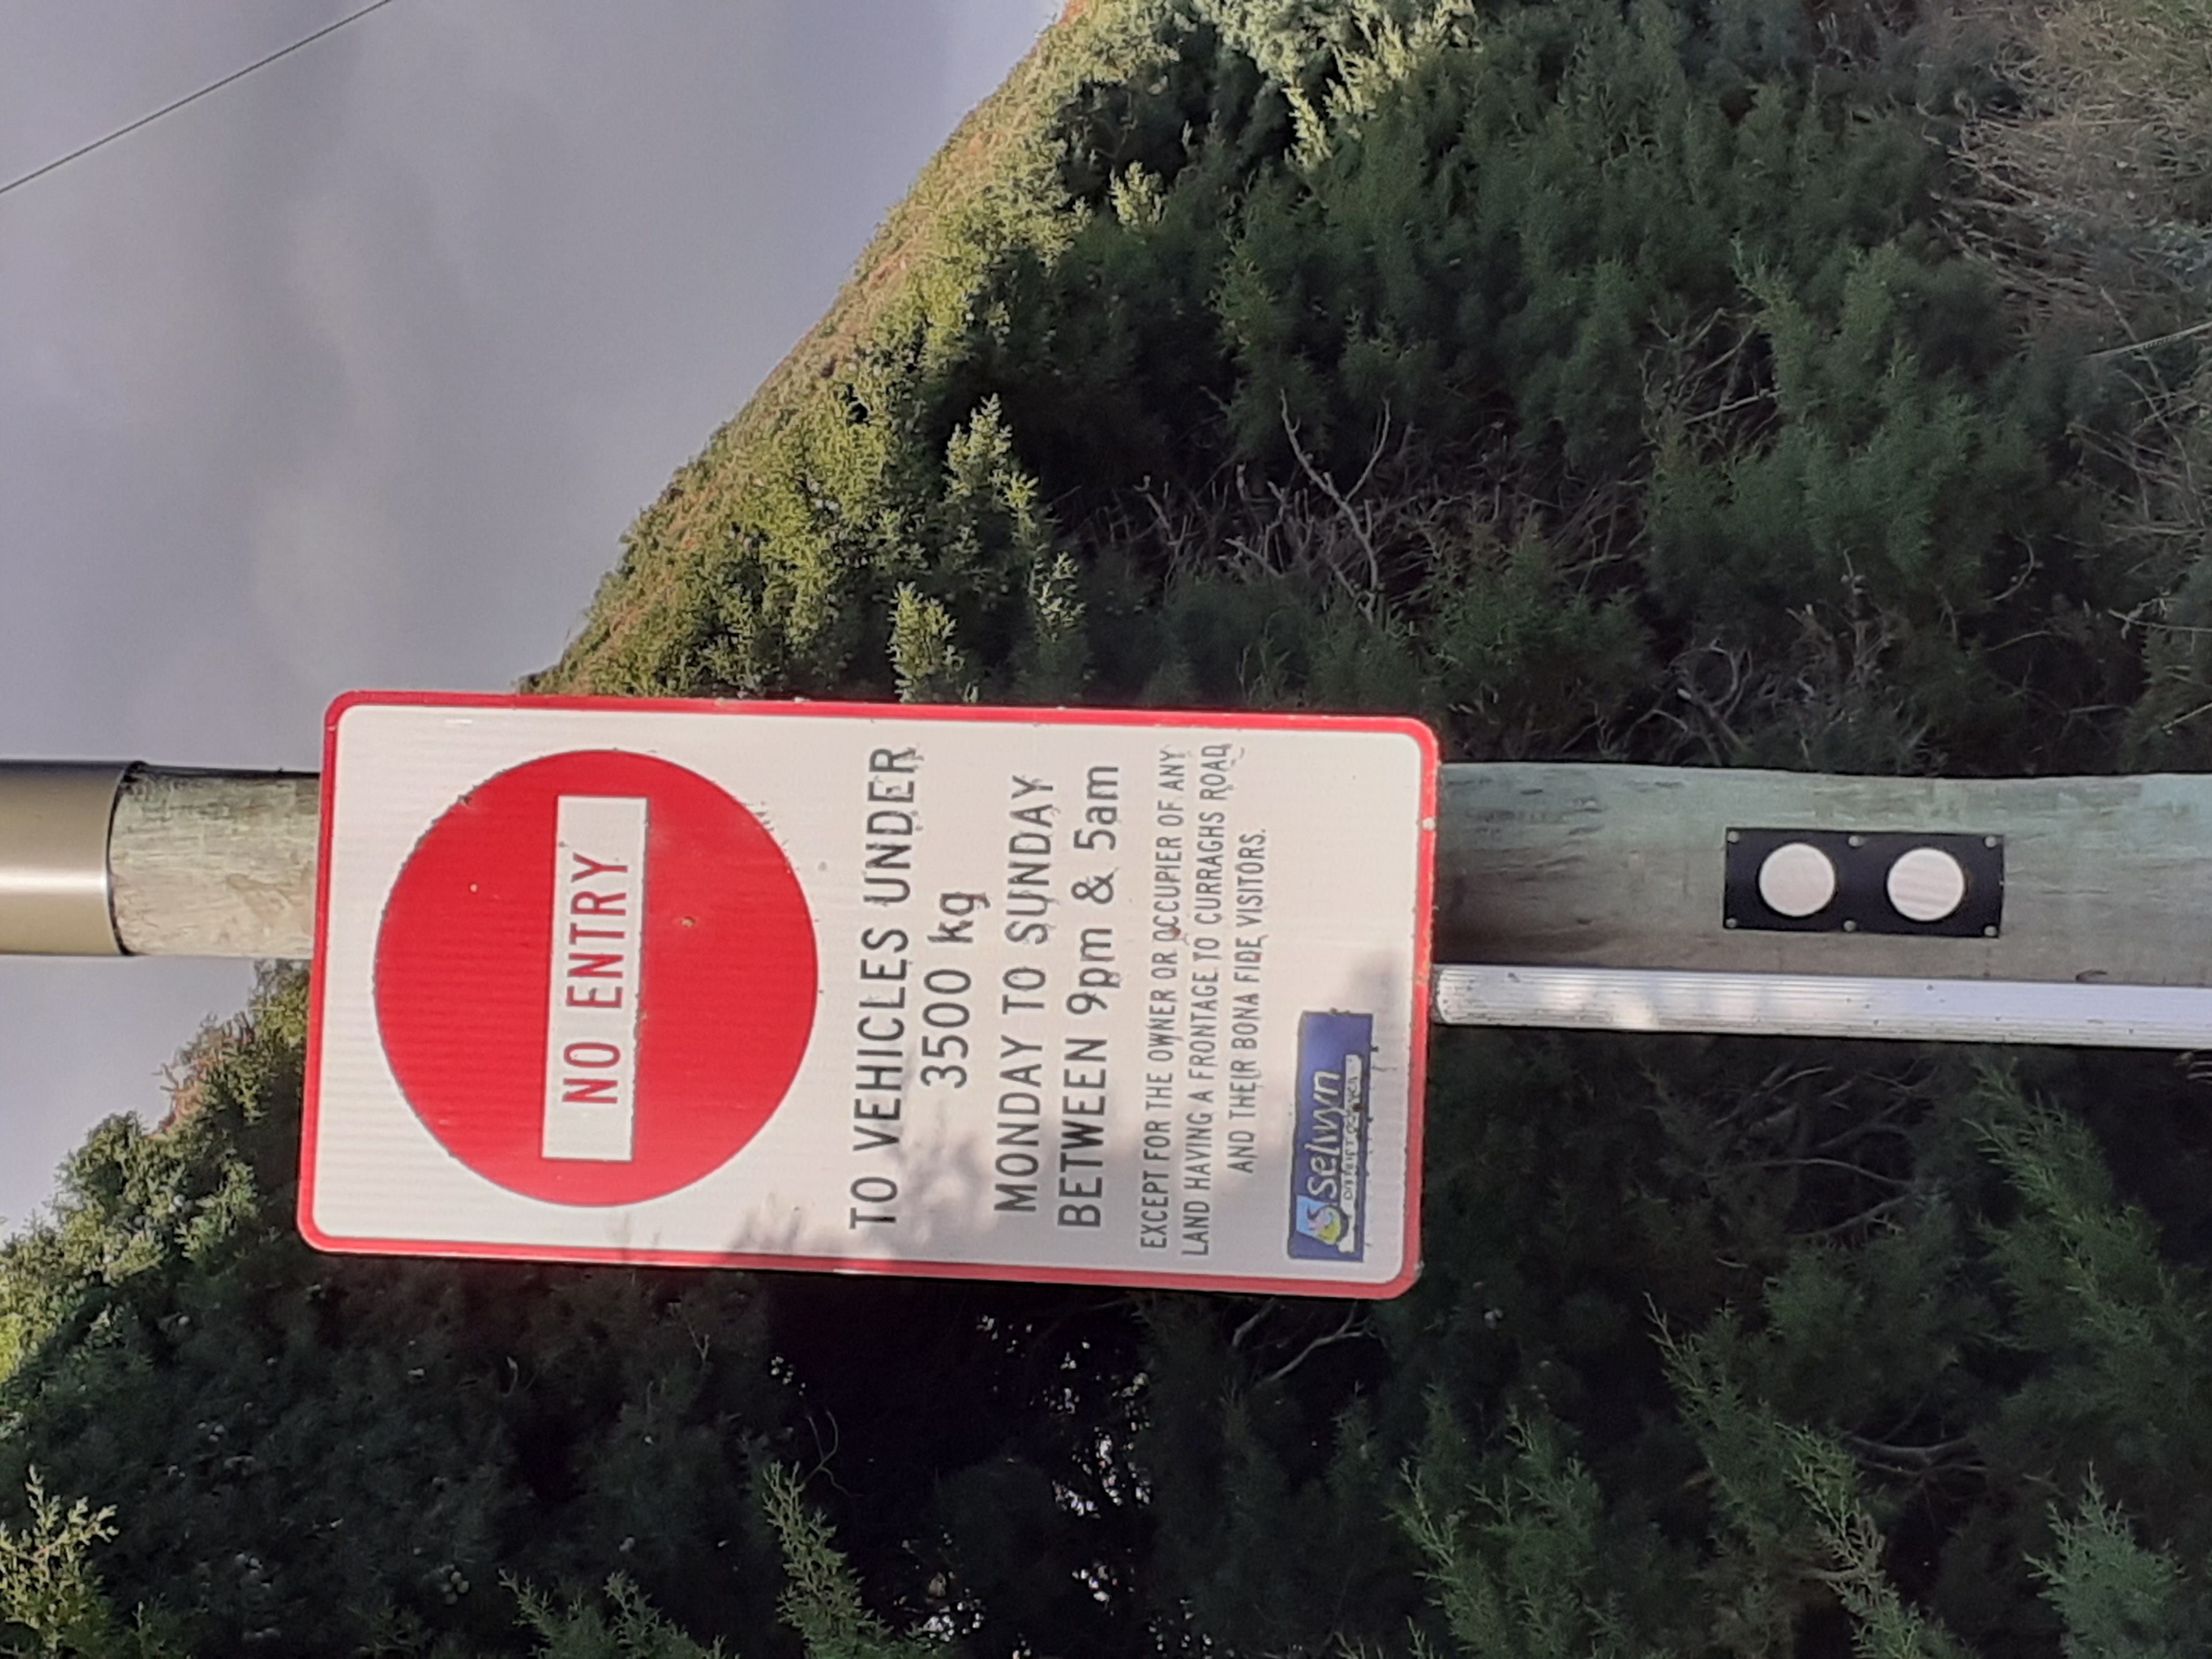 NO ENTRY
TO VEHICLES UNDER
3500 kg
MONDAY TO SUNDAY
BETWEEN 9pm & 5am
EXCEPT FOR THE OWNER OR OCCUPIER OF ANY
LAND HAVING A FRONTAGE TO CURRAGHS ROAD
AND THEIR BONA FIDE VISITORS.
selwyn